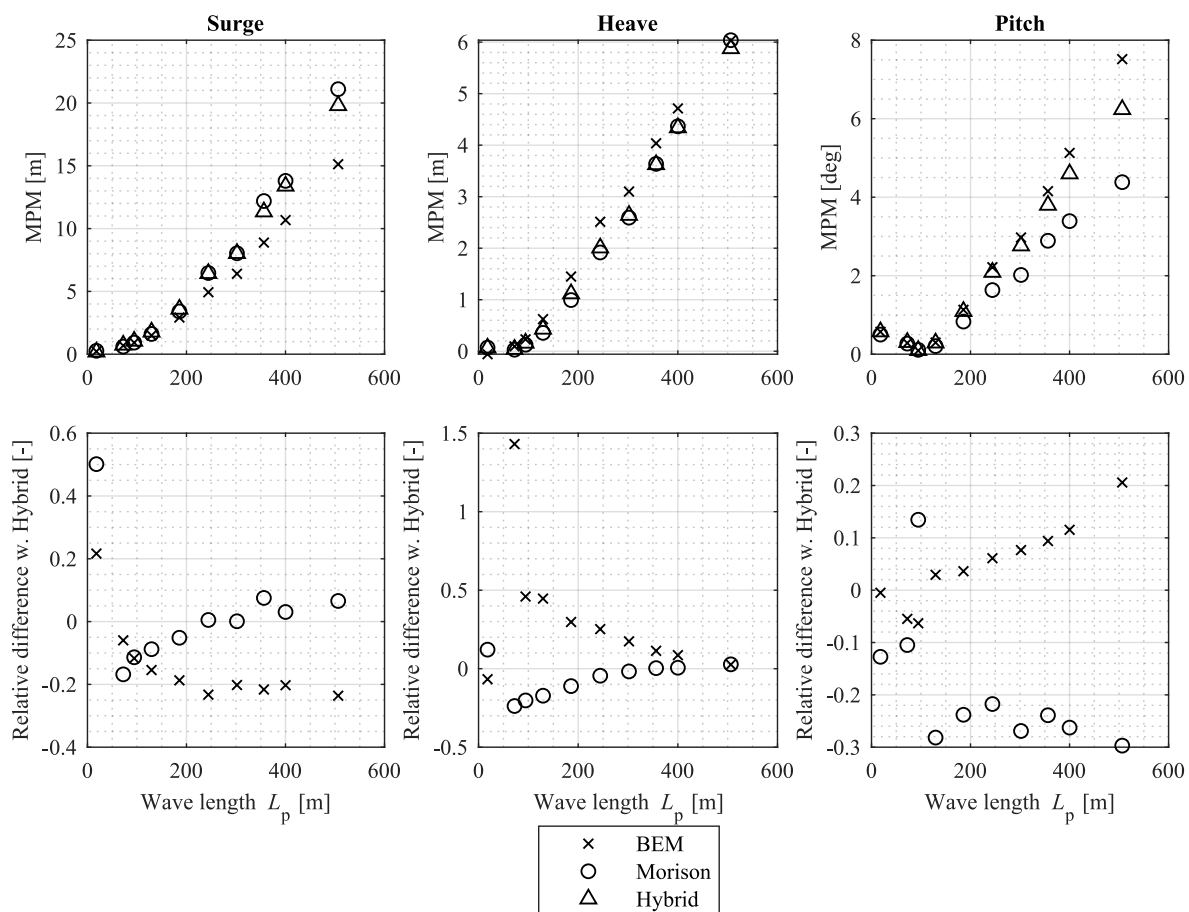 Surge
Heave
Pitch
25
20
15
10
5
0
0 200 400 600
MPM [m]
6
5
4
3
2
1
0
0 200 400 600
MPM [m]
8
6
4
2
0
0 200 400 600
MPM [deg]
0.6
0.4
0.2
0
-0.2
-0.4
0 200 400 600
Relative difference w. Hybrid [-]
Wave length L_p [m]
1.5
1
0.5
0
-0.5
0 200 400 600
Relative difference w. Hybrid [-]
Wave length L_p [m]
0.3
0.2
0.1
0
-0.1
-0.2
-0.3
0 200 400 600
Relative difference w. Hybrid [-]
Wave length L_p [m]
BEM
Morison
Hybrid